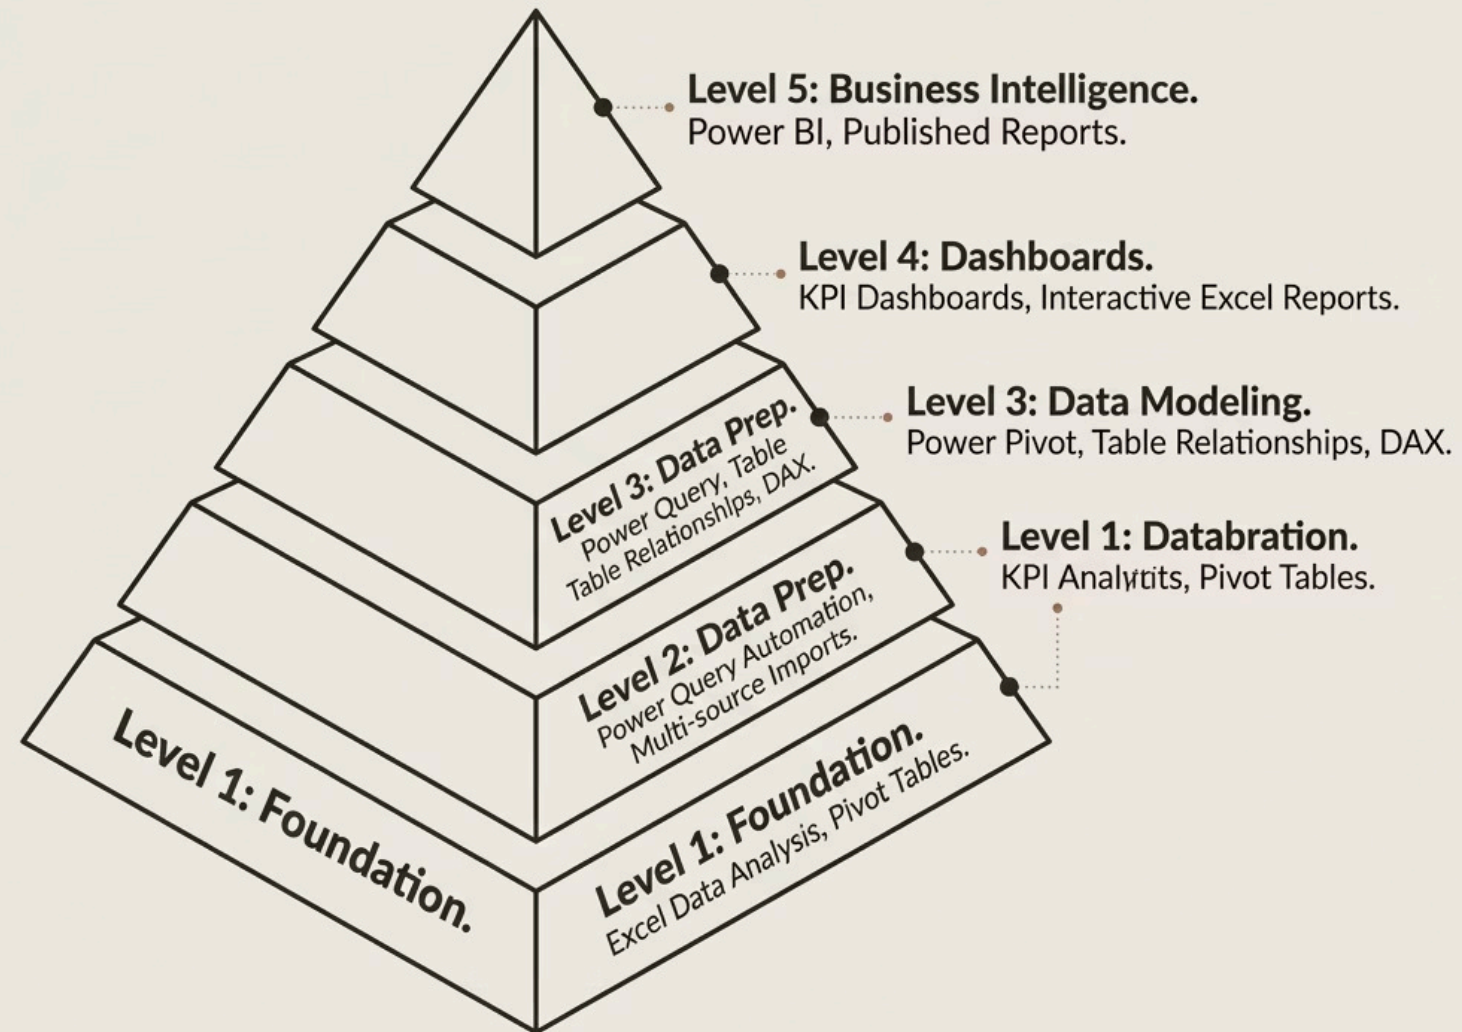 Level 5: Business Intelligence.
Power BI, Published Reports.
Level 4: Dashboards.
KPI Dashboards, Interactive Excel Reports.
Level 3: Data Modeling.
Power Pivot, Table Relationships, DAX.
Level 3: Data Prep.
Power Query, Table
Table Relationships, DAX.
Level 1: Databration.
KPI Pivot Tables.
Level 2: Data Prep.
Power Query Automation,
Multi-source Imports.
Level 1: Foundation.
Level 1: Foundation.
Excel Data Analysis, Pivot Tables.